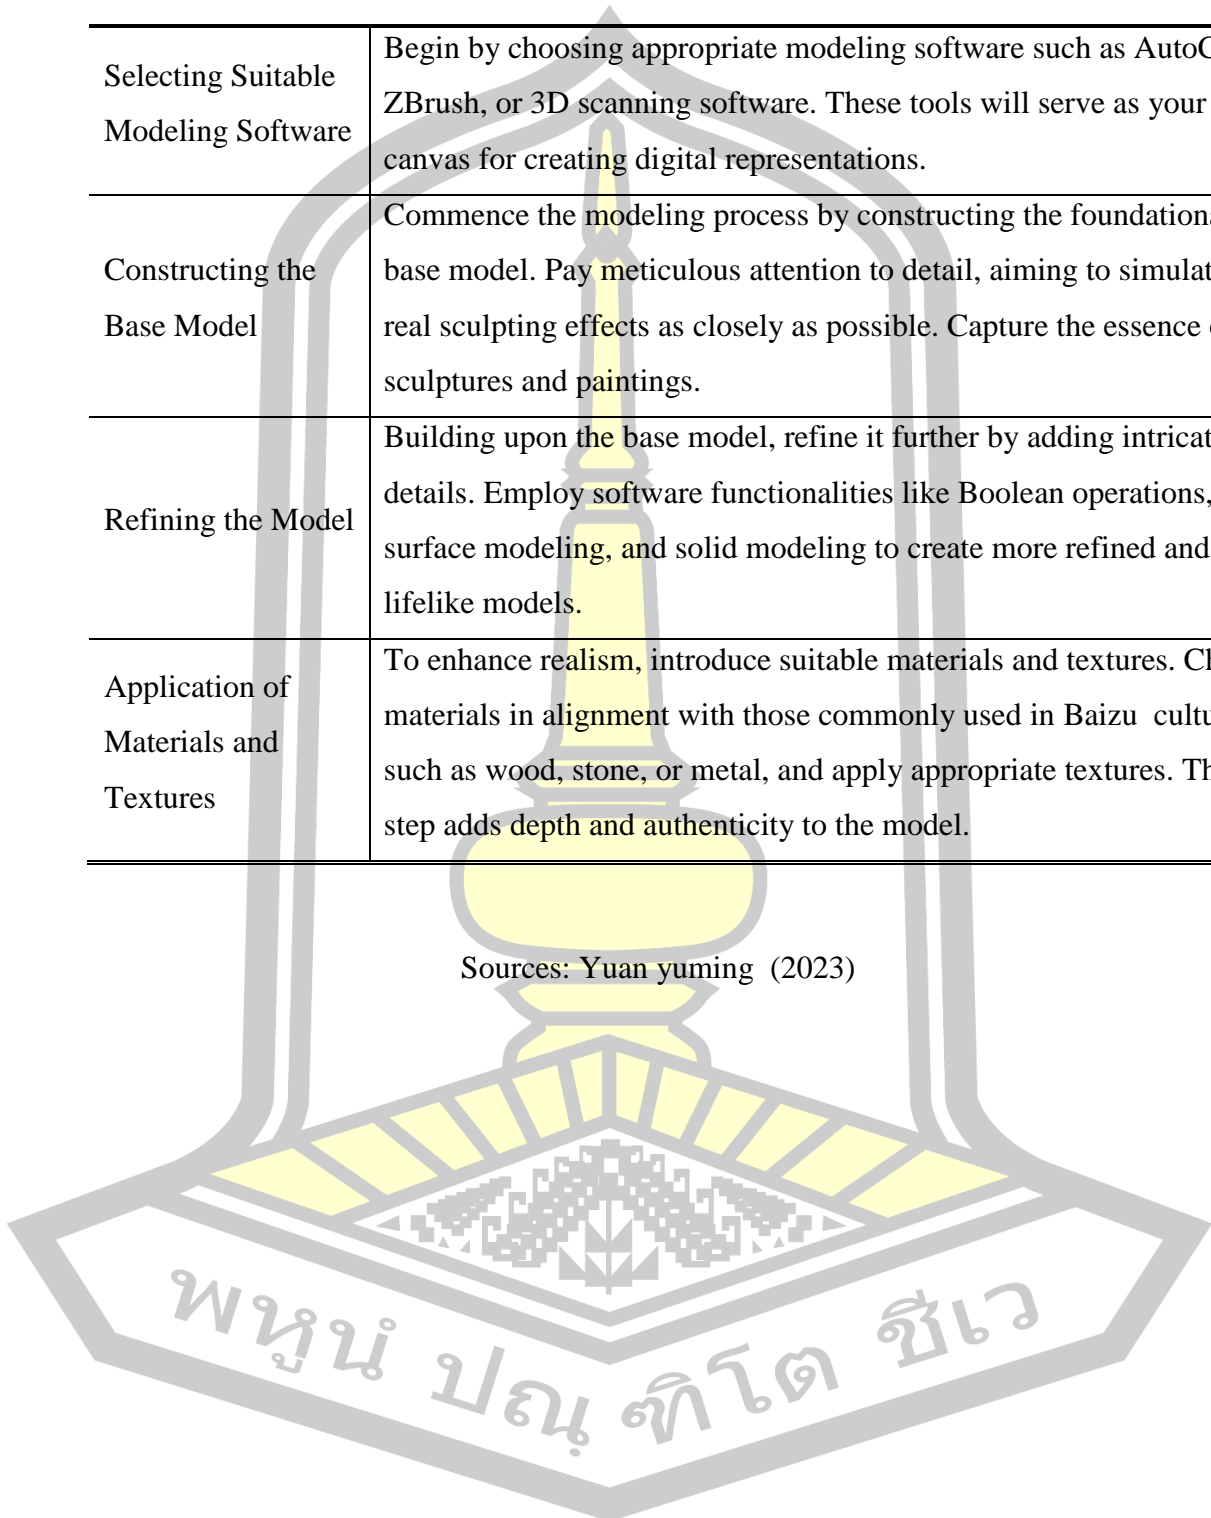 Selecting Suitable
Modeling Software
Begin by choosing appropriate modeling software such as
ZBrush, or 3D scanning software. These tools will serve as your
canvas for creating digital representations.
Constructing the
Base Model
Commence the modeling process by constructing the
base model. Pay meticulous attention to detail, aiming to
real sculpting effects as closely as possible. Capture the essence
sculptures and paintings.
Refining the Model
Building upon the base model, refine it further by adding
details. Employ software functionalities like Boolean operations,
surface modeling, and solid modeling to create more refined and
lifelike models.
Application of
Materials and
Textures
To enhance realism, introduce suitable materials and textures.
materials in alignment with those commonly used in Baizu
such as wood, stone, or metal, and apply appropriate textures.
step adds depth and authenticity to the model.
Sources: Yuan yuming (2023)
พหูนํ ปณฺฑิโต ชีเว